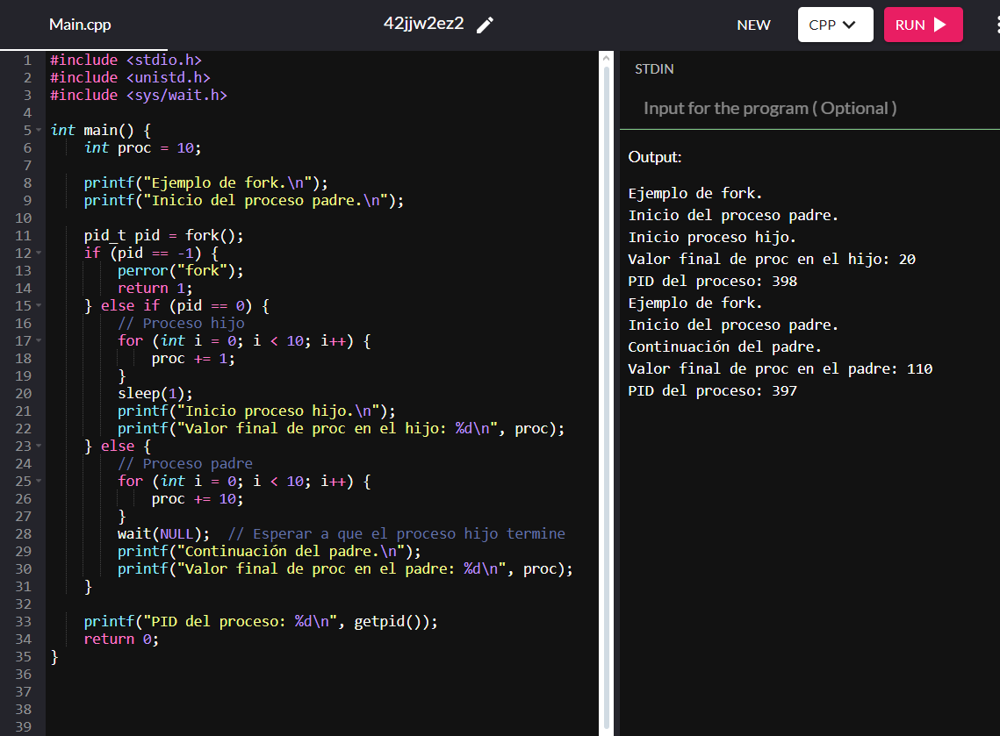 Main.cpp
42jjw2ez2
NEW
CPP
RUN
1 #include <stdio.h>
2 #include <unistd.h>
3 #include <sys/wait.h>
4
5 int main() {
6     int proc = 10;
7
8     printf("Ejemplo de fork.\n");
9     printf("Inicio del proceso padre.\n");
10
11     pid_t pid = fork();
12     if (pid == -1) {
13         perror("fork");
14         return 1;
15     } else if (pid == 0) {
16         // Proceso hijo
17         for (int i = 0; i < 10; i++) {
18             proc += 1;
19         }
20         sleep(1);
21         printf("Inicio proceso hijo.\n");
22         printf("Valor final de proc en el hijo: %d\n", proc);
23     } else {
24         // Proceso padre
25         for (int i = 0; i < 10; i++) {
26             proc += 10;
27         }
28         wait(NULL);  // Esperar a que el proceso hijo termine
29         printf("Continuación del padre.\n");
30         printf("Valor final de proc en el padre: %d\n", proc);
31     }
32
33     printf("PID del proceso: %d\n", getpid());
34     return 0;
35 }
36
37
38
39
STDIN
Input for the program ( Optional )
Output:
Ejemplo de fork.
Inicio del proceso padre.
Inicio proceso hijo.
Valor final de proc en el hijo: 20
PID del proceso: 398
Ejemplo de fork.
Inicio del proceso padre.
Continuación del padre.
Valor final de proc en el padre: 110
PID del proceso: 397